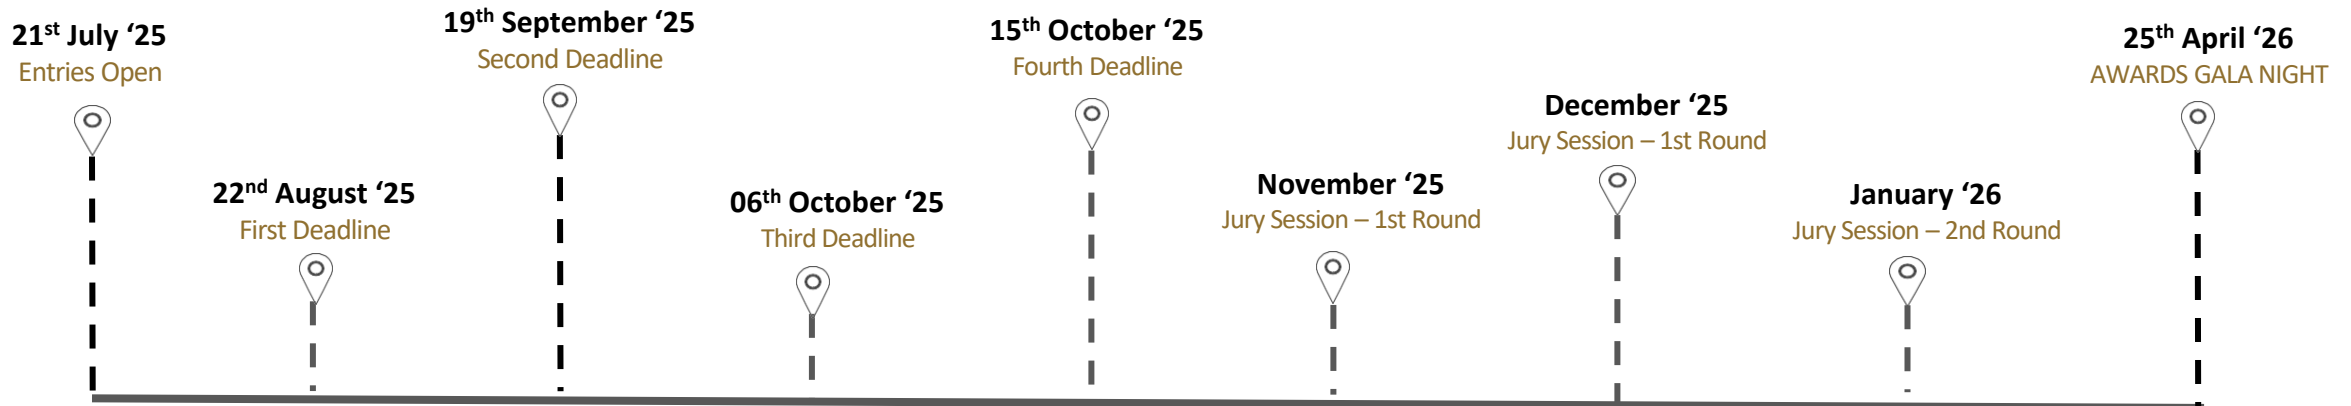 21st July ‘25
Entries Open
22nd August ‘25
First Deadline
19th September ‘25
Second Deadline
06th October ‘25
Third Deadline
15th October ‘25
Fourth Deadline
November ‘25
Jury Session – 1st Round
December ‘25
Jury Session – 1st Round
January ‘26
Jury Session – 2nd Round
25th April ‘26
AWARDS GALA NIGHT